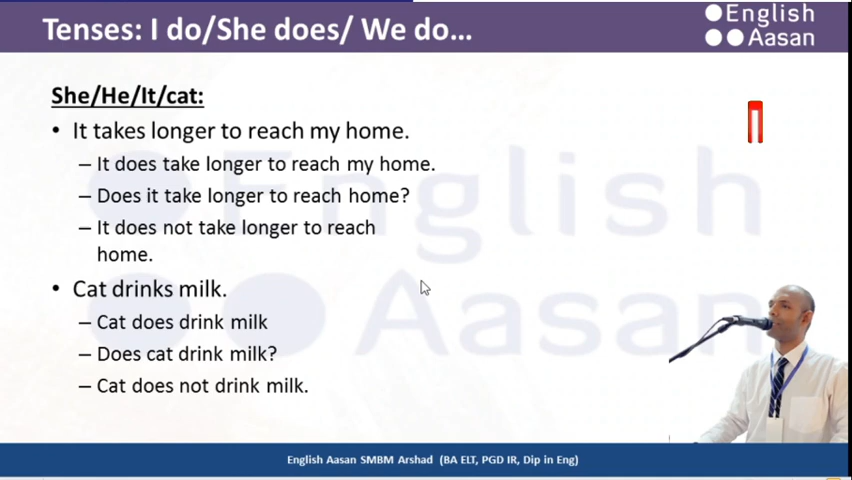 Tenses: I do/She does/ We do...
English
Aasan
She/He/It/cat:
• It takes longer to reach my home.
– It does take longer to reach my home.
– Does it take longer to reach home?
– It does not take longer to reach
home.
• Cat drinks milk.
– Cat does drink milk
– Does cat drink milk?
– Cat does not drink milk.
English
Aasan
English Aasan SMBM Arshad (BA ELT, PGD IR, Dip in Eng)